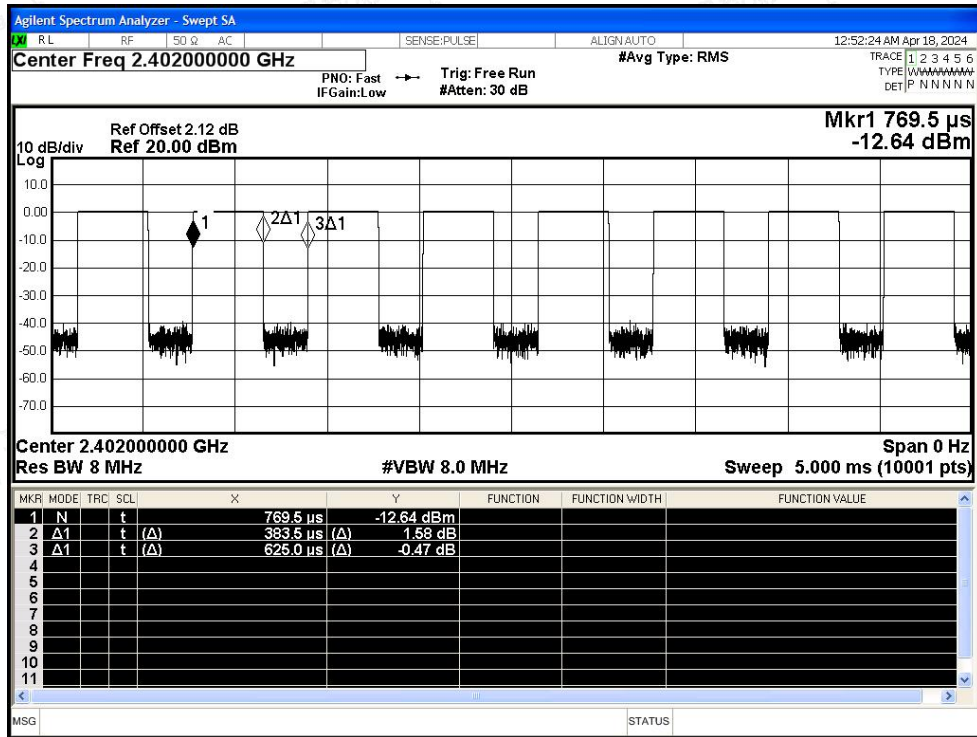 Agilent Spectrum Analyzer - Swept SA
LXI RL RF 50 Ω AC SENSE:PULSE ALIGN AUTO 12:52:24 AM Apr 18, 2024
Center Freq 2.402000000 GHz
PNO: Fast
IFGain:Low
Trig: Free Run
#Atten: 30 dB
#Avg Type: RMS
TRACE 1 2 3 4 5 6
TYPE
DET P N N N N N
Mkr1 769.5 µs
-12.64 dBm
Ref Offset 2.12 dB
10 dB/div Ref 20.00 dBm
Log
10.0
0.00
-10.0
-20.0
-30.0
-40.0
-50.0
-60.0
-70.0
1
2Δ1
3Δ1
Center 2.402000000 GHz Span 0 Hz
Res BW 8 MHz #VBW 8.0 MHz Sweep 5.000 ms (10001 pts)
MKR MODE TRC SCL X Y FUNCTION FUNCTION WIDTH FUNCTION VALUE
1 N t 769.5 µs -12.64 dBm
2 Δ1 t (Δ) 383.5 µs (Δ) 1.58 dB
3 Δ1 t (Δ) 625.0 µs (Δ) -0.47 dB
4
5
6
7
8
9
10
11
MSG STATUS